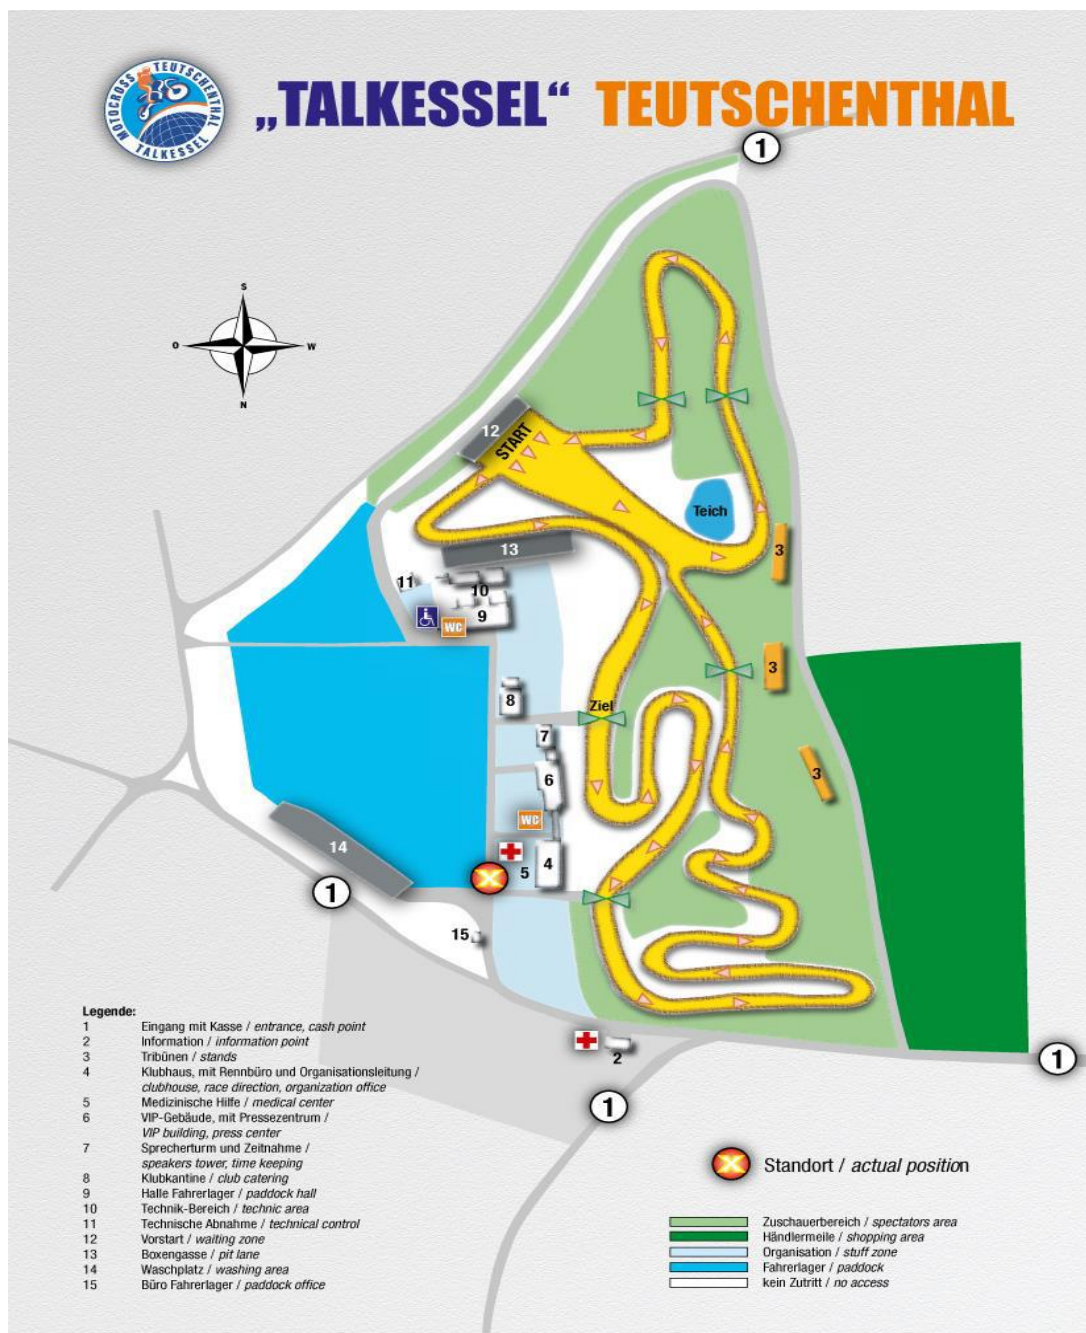 MOTOCROSS TEUTSCHENTHAL
TALKESSEL
„TALKESSEL“ TEUTSCHENTHAL
1
S
O
W
N
12
START
Teich
13
3
11
10
9
WC
3
8
Ziel
7
6
3
WC
14
4
5
X
1
15
2
1
1
Legende:
1 Eingang mit Kasse / entrance, cash point
2 Information / information point
3 Tribünen / stands
4 Klubhaus, mit Rennbüro und Organisationsleitung /
clubhouse, race direction, organization office
5 Medizinische Hilfe / medical center
6 VIP-Gebäude, mit Pressezentrum /
VIP building, press center
7 Sprecherturm und Zeitnahme /
speakers tower, time keeping
8 Klubkantine / club catering
9 Halle Fahrerlager / paddock hall
10 Technik-Bereich / technic area
11 Technische Abnahme / technical control
12 Vorstart / waiting zone
13 Boxengasse / pit lane
14 Waschplatz / washing area
15 Büro Fahrerlager / paddock office
X Standort / actual position
Zuschauerbereich / spectators area
Händlermeile / shopping area
Organisation / stuff zone
Fahrerlager / paddock
kein Zutritt / no access